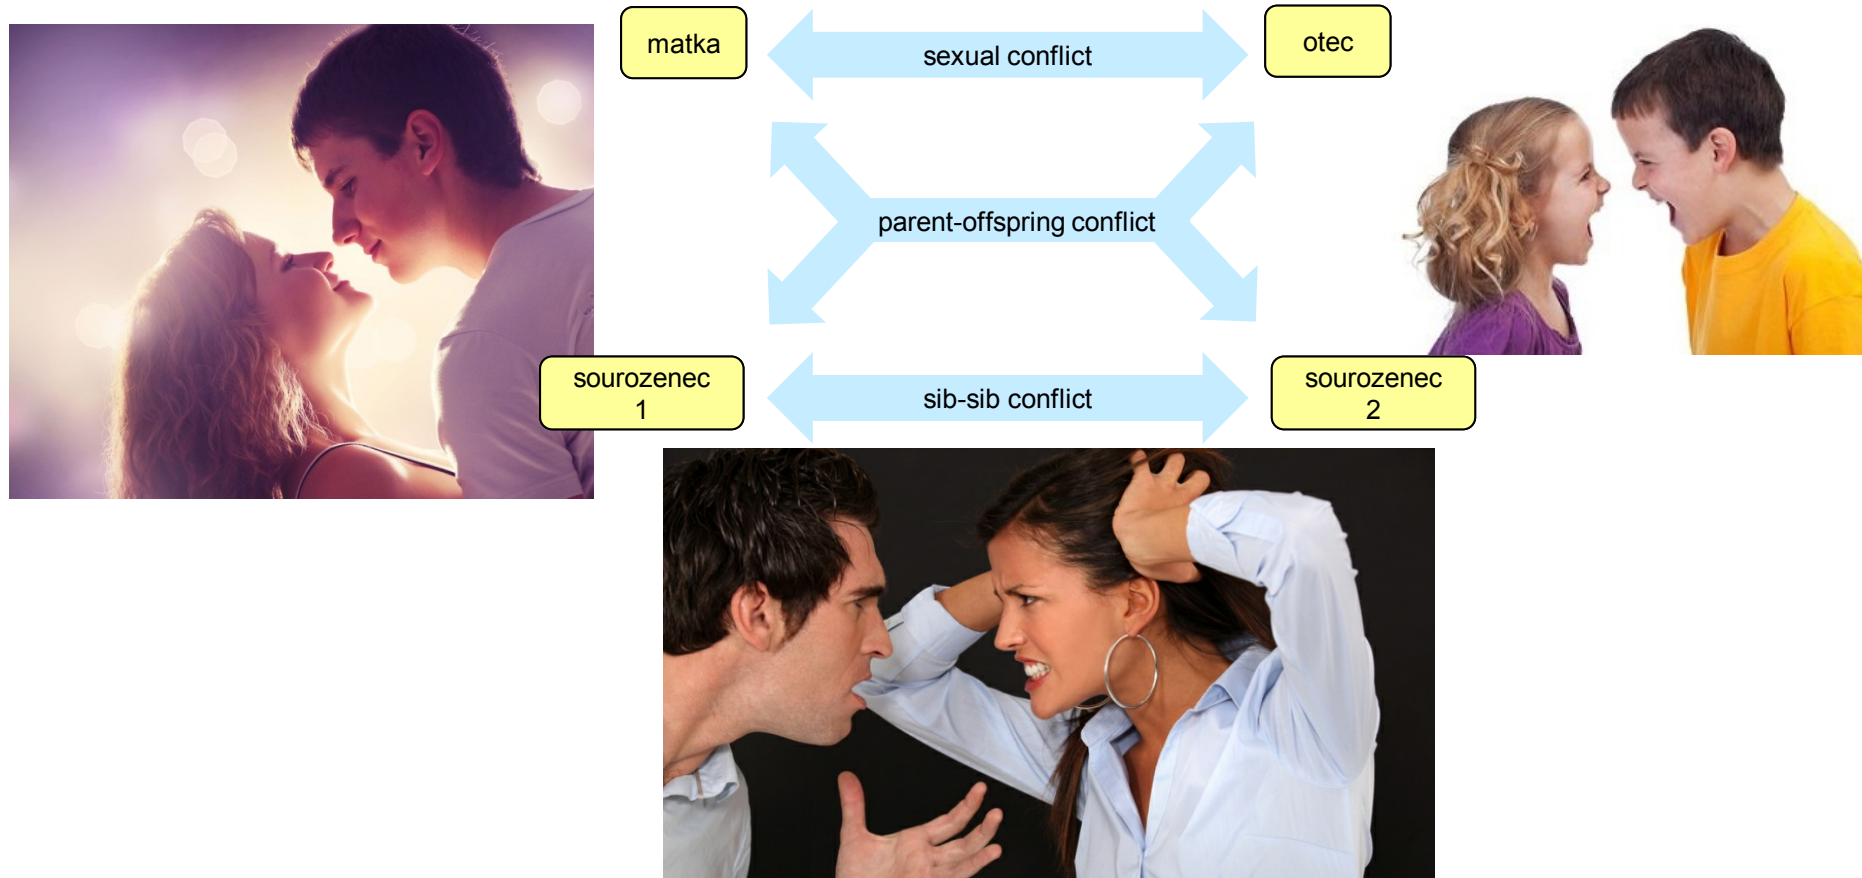 matka
sexual conflict
otec
parent-offspring conflict
sourozenec
1
sib-sib conflict
sourozenec
2